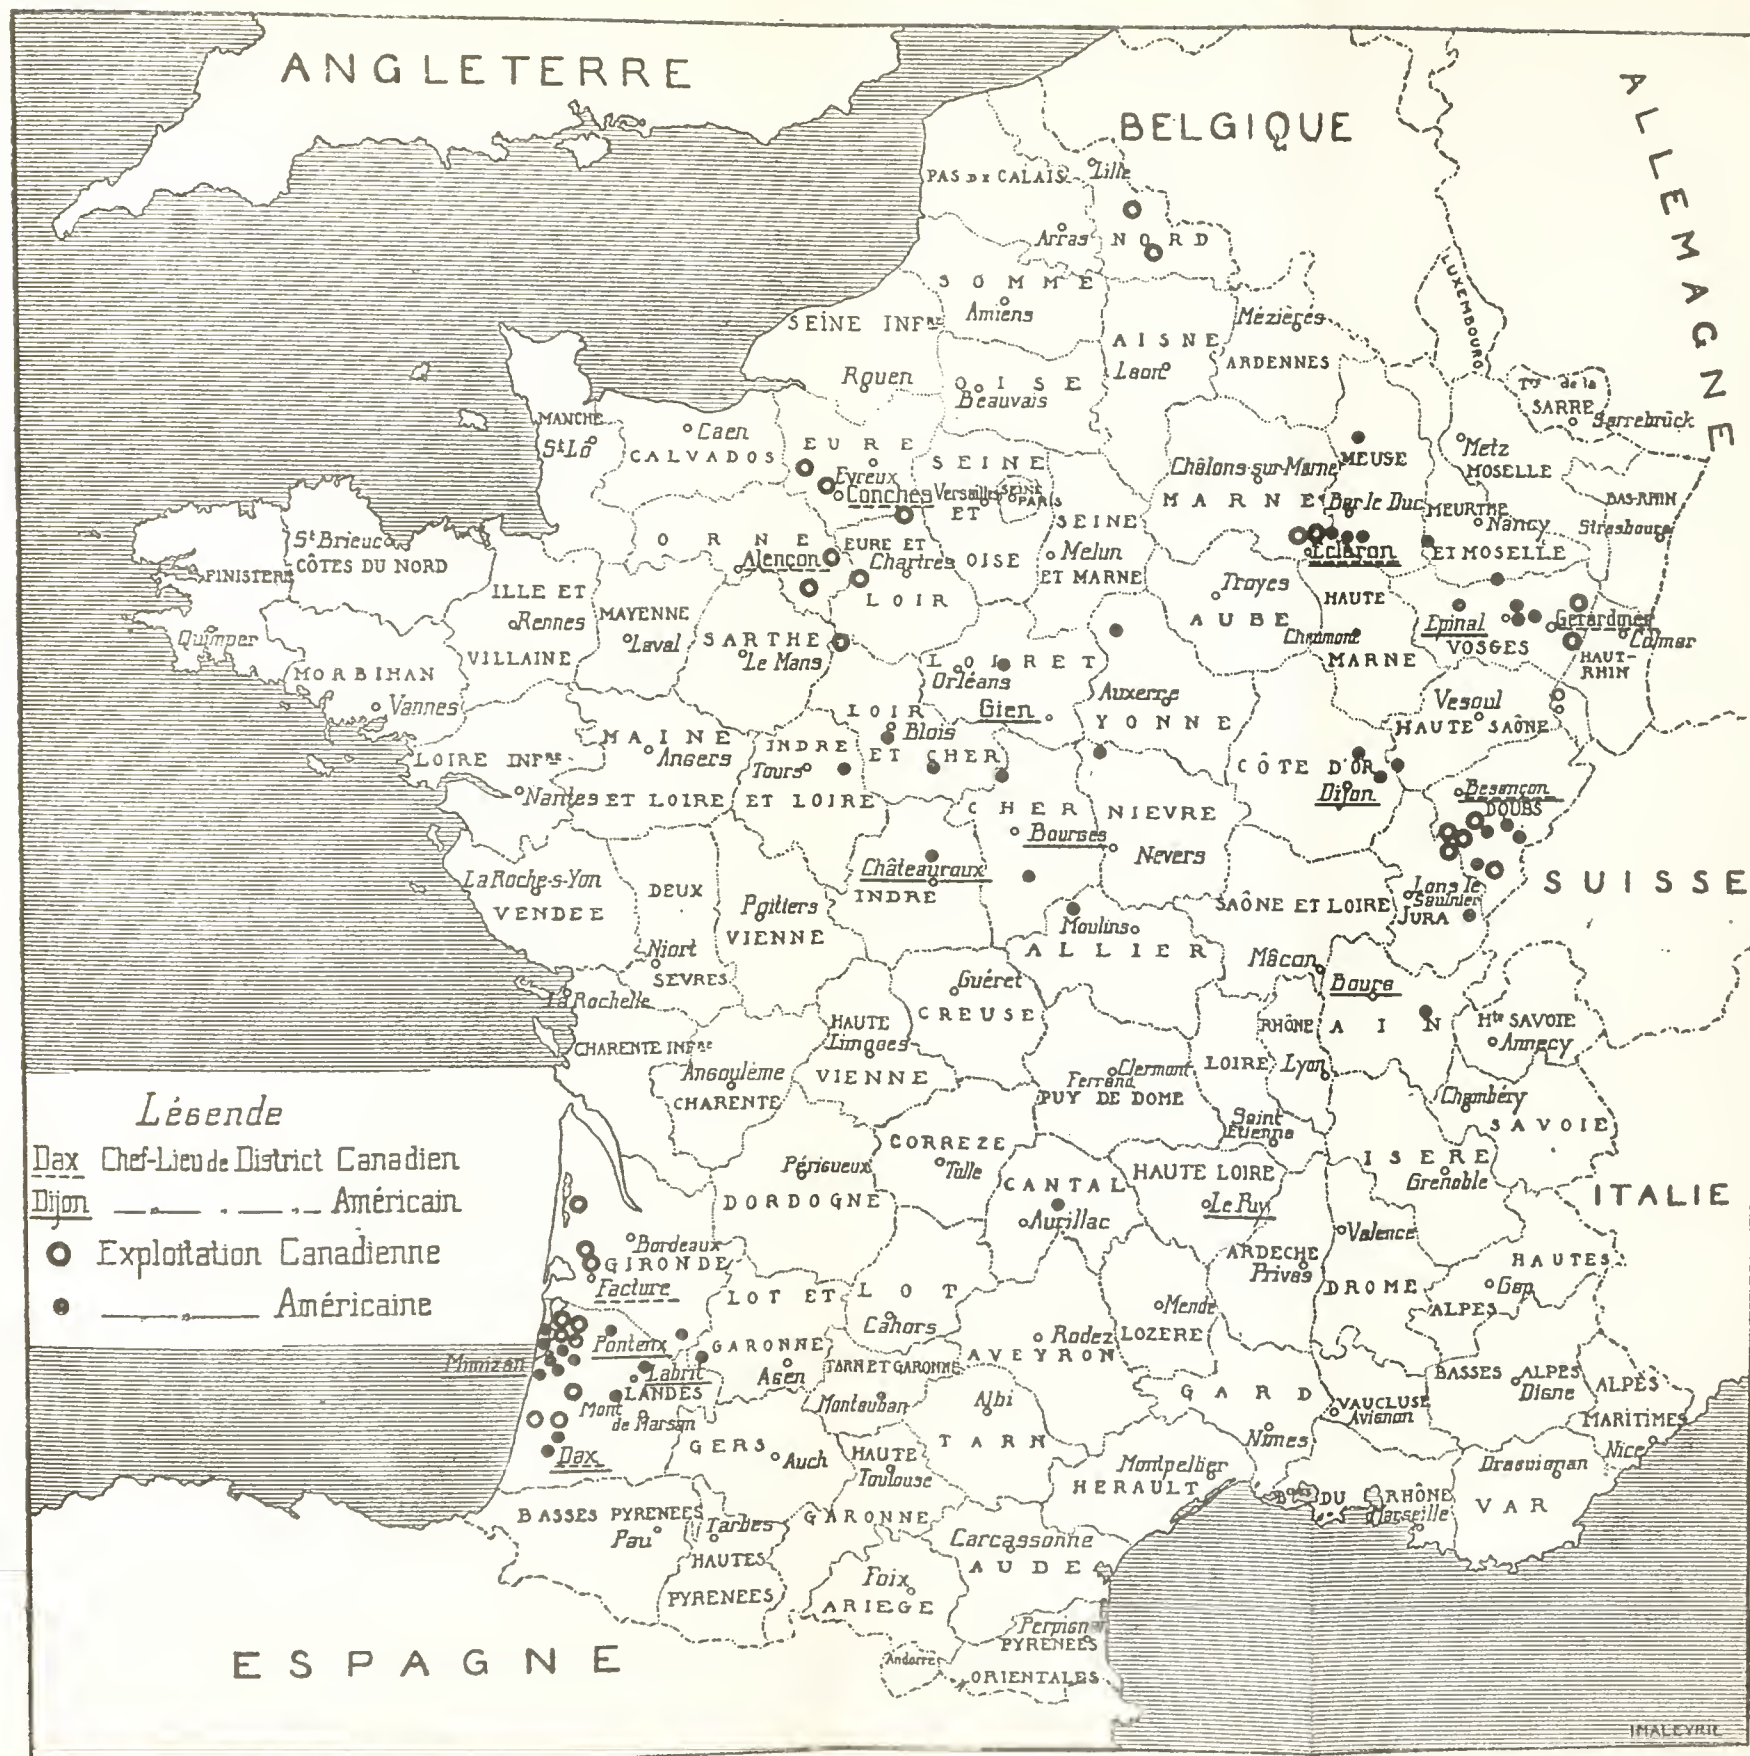 ANGLETERRE
BELGIQUE
ALLEMAGNE
LUXEMBOURG
PAS DE CALAIS
Lille
Arras
NORD
SOMME
Amiens
SEINE INFRE
Rouen
OISE
Beauvais
AISNE
Laon
Mézières
ARDENNES
Tre de la
SARRE
Sarrebrück
MANCHE
St Lô
Caen
CALVADOS
EURE
Evreux
Conches
SEINE
ET
OISE
Versailles
SEINE
PARIS
SEINE
Melun
ET MARNE
Châlons-sur-Marne
MARNE
MEUSE
Bar le Duc
Eclaron
Metz
MOSELLE
MEURTHE
Nancy
ET MOSELLE
BAS-RHIN
Strasbourg
St Brieuc
CÔTES DU NORD
FINISTERE
Quimper
MORBIHAN
Vannes
ILLE ET
Rennes
VILLAINE
MAYENNE
Laval
ORNE
Alençon
EURE ET
Chartres
LOIR
SARTHE
Le Mans
Troyes
AUBE
HAUTE
Chaumont
MARNE
Epinal
VOSGES
Gérardmer
Colmar
HAUT-
RHIN
LOIRET
Orléans
Gien
Auxerre
YONNE
Vesoul
HAUTE SAÔNE
LOIRE INFRE
Nantes
MAINE
Angers
ET LOIRE
INDRE
Tours
ET LOIRE
LOIR
Blois
ET CHER
CHER
Bourges
NIEVRE
Nevers
CÔTE D'OR
Dijon
Besançon
DOUBS
SUISSE
La Roche-s-Yon
VENDEE
DEUX
Niort
SEVRES
Poitiers
VIENNE
Châteauroux
INDRE
Moulins
ALLIER
SAÔNE ET LOIRE
Mâcon
Lons le
Saulnier
JURA
Bourg
AIN
La Rochelle
CHARENTE INFRE
Angoulême
CHARENTE
HAUTE
Limoges
VIENNE
Guéret
CREUSE
Clermont
Ferrand
PUY DE DOME
LOIRE
Saint
Etienne
RHÔNE
Lyon
Hte SAVOIE
Annecy
Chambéry
SAVOIE
ISERE
Grenoble
ITALIE
Légende
Dax Chef-Lieu de District Canadien
Dijon — „ — . — „ — Américain
Exploitation Canadienne
— „ — Américaine
Périgueux
DORDOGNE
CORREZE
Tulle
CANTAL
Aurillac
HAUTE LOIRE
Le Puy
ARDECHE
Privas
Valence
DROME
HAUTES
Gap
ALPES
Bordeaux
GIRONDE
Facture
LOT ET
GARONNE
Agen
LOT
Cahors
Rodez
AVEYRON
Mende
LOZERE
Mimizan
Pontenx
Labrit
LANDES
Mont
de Marsan
Dax
TARN ET GARONNE
Montauban
Albi
TARN
GARD
Nîmes
VAUCLUSE
Avignon
BASSES ALPES
Digne
ALPES
MARITIMES
Nice
GERS
Auch
HAUTE
Toulouse
GARONNE
Montpellier
HERAULT
Bes DU RHÔNE
Marseille
Draguignan
VAR
BASSES PYRENEES
Pau
Tarbes
HAUTES
PYRENEES
Foix
ARIEGE
Carcassonne
AUDE
Perpign
PYRENEES
ORIENTALES
Andorre
ESPAGNE